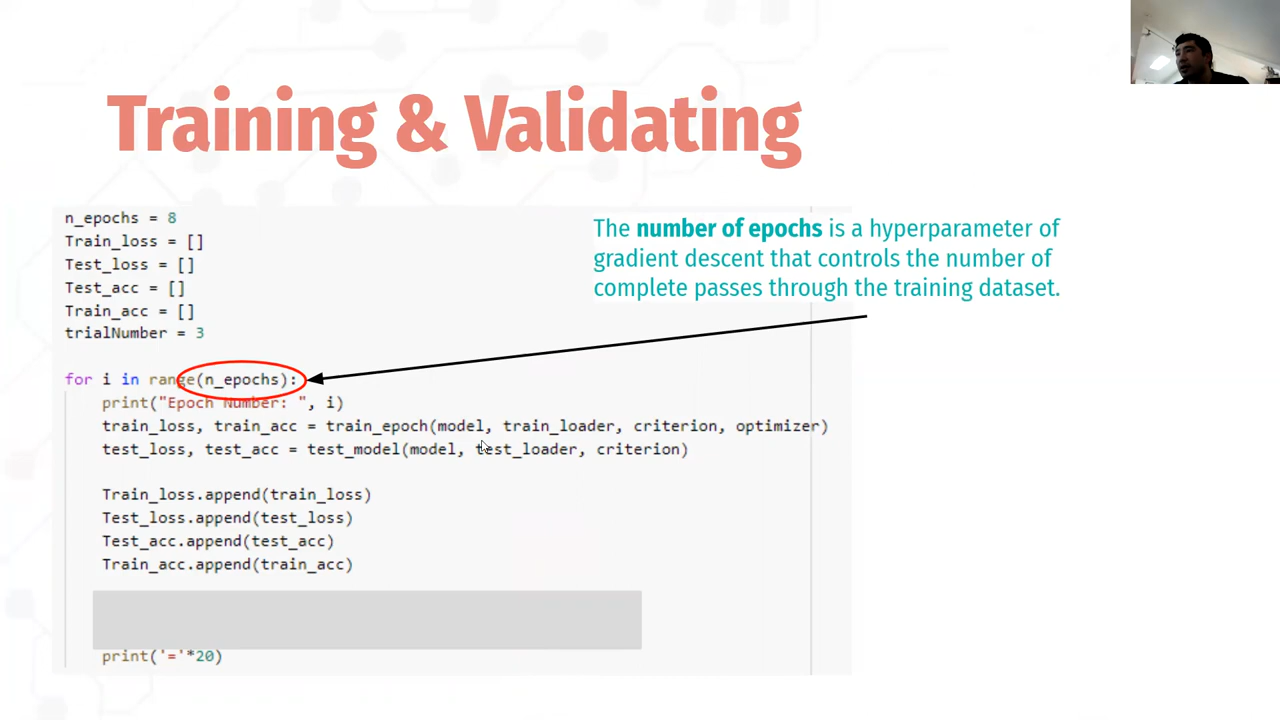 Training & Validating
n_epochs = 8
Train_loss = []
Test_loss = []
Test_acc = []
Train_acc = []
trialNumber = 3
The number of epochs is a hyperparameter of
gradient descent that controls the number of
complete passes through the training dataset.
for i in range(n_epochs):
print("Epoch Number: ", i)
train_loss, train_acc = train_epoch(model, train_loader, criterion, optimizer)
test_loss, test_acc = test_model(model, test_loader, criterion)
Train_loss.append(train_loss)
Test_loss.append(test_loss)
Test_acc.append(test_acc)
Train_acc.append(train_acc)
print('='*20)